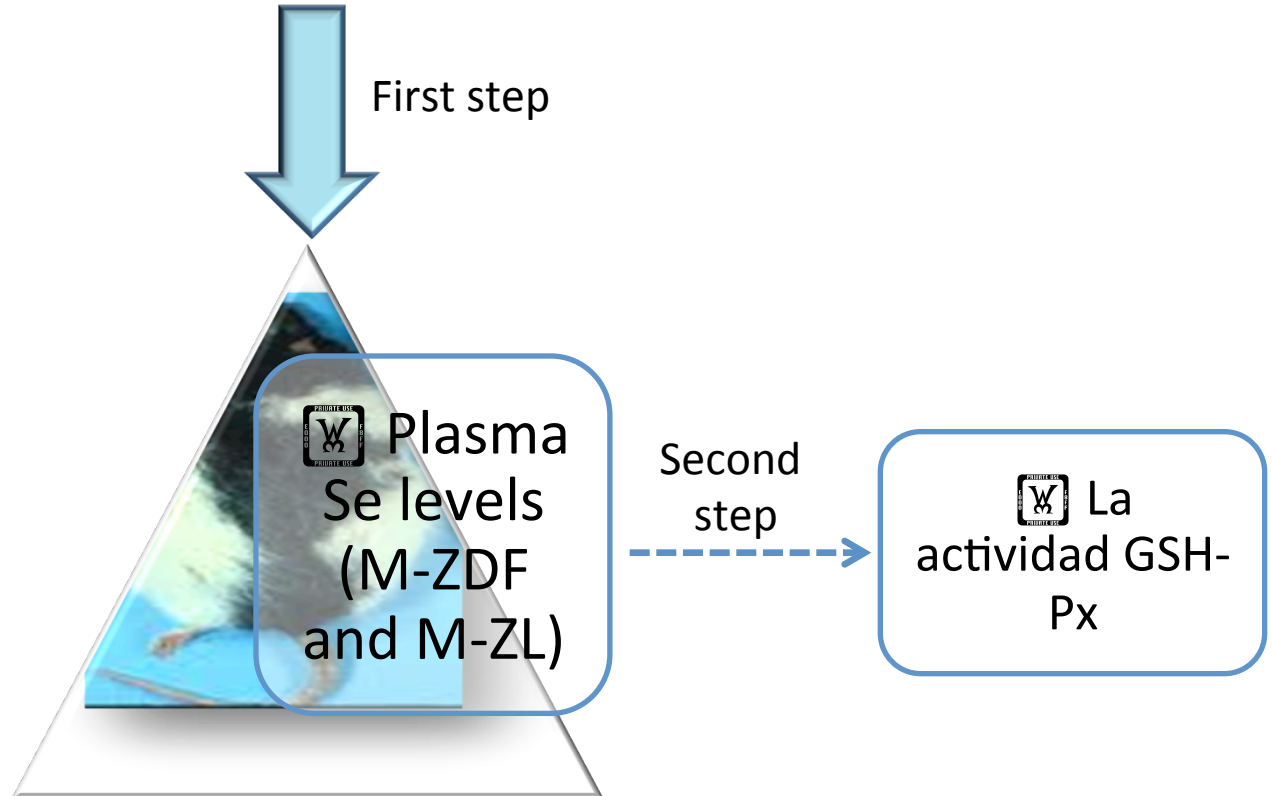 First step
Plasma
Se levels
(M-ZDF
and M-ZL)
Second
step
La
actividad GSH-
Px